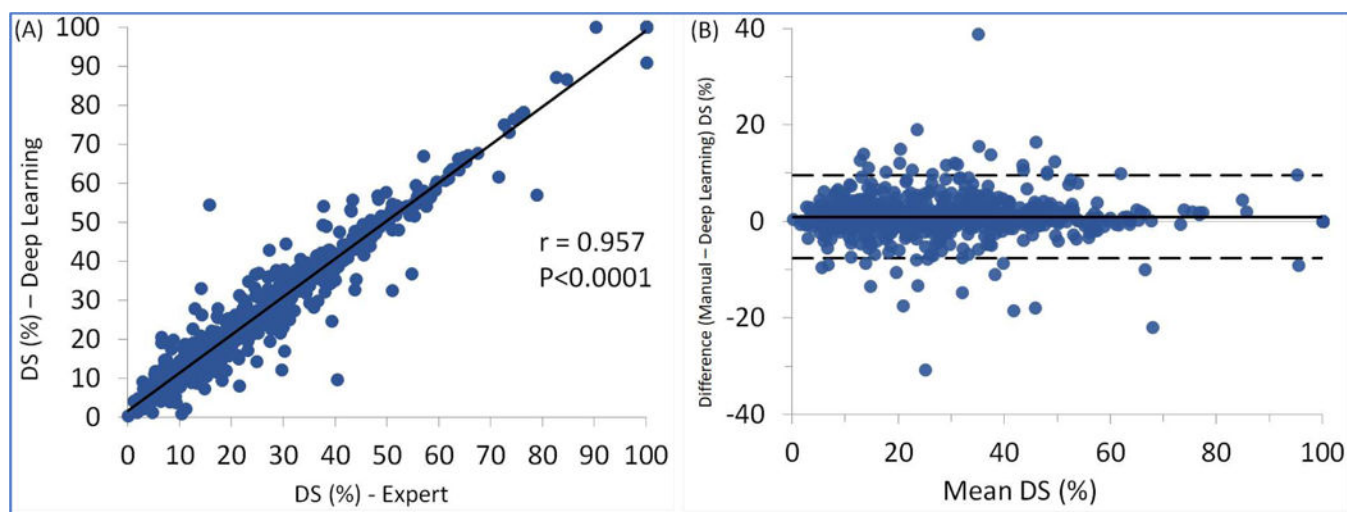 (A)
100
90
80
70
60
50
40
30
20
10
0
DS (%) – Deep Learning
r = 0.957
P<0.0001
0 10 20 30 40 50 60 70 80 90 100
DS (%) - Expert
(B)
40
20
0
-20
-40
Difference (Manual – Deep Learning) DS (%)
0 20 40 60 80 100
Mean DS (%)